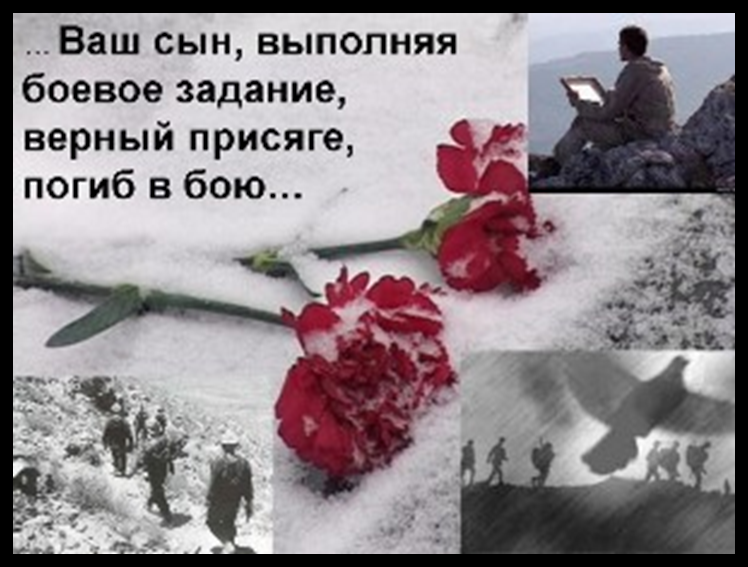 ... Ваш сын, выполняя
боевое задание,
верный присяге,
погиб в бою...